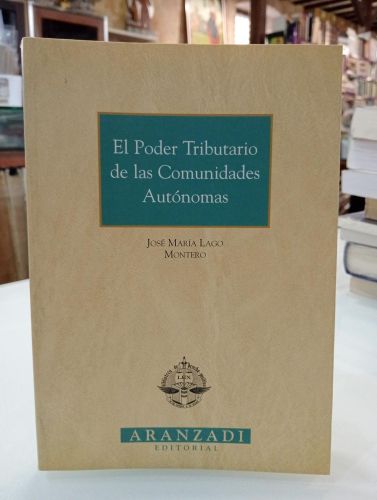 El Poder Tributario
de las Comunidades
Autónomas
JOSÉ MARÍA LAGO
MONTERO
ARANZADI
EDITORIAL